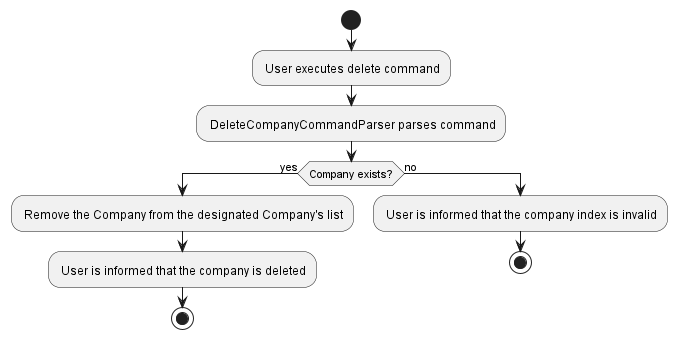 User executes delete command
DeleteCompanyCommandParser parses command
yes
Company exists?
no
Remove the Company from the designated Company's list
User is informed that the company index is invalid
User is informed that the company is deleted